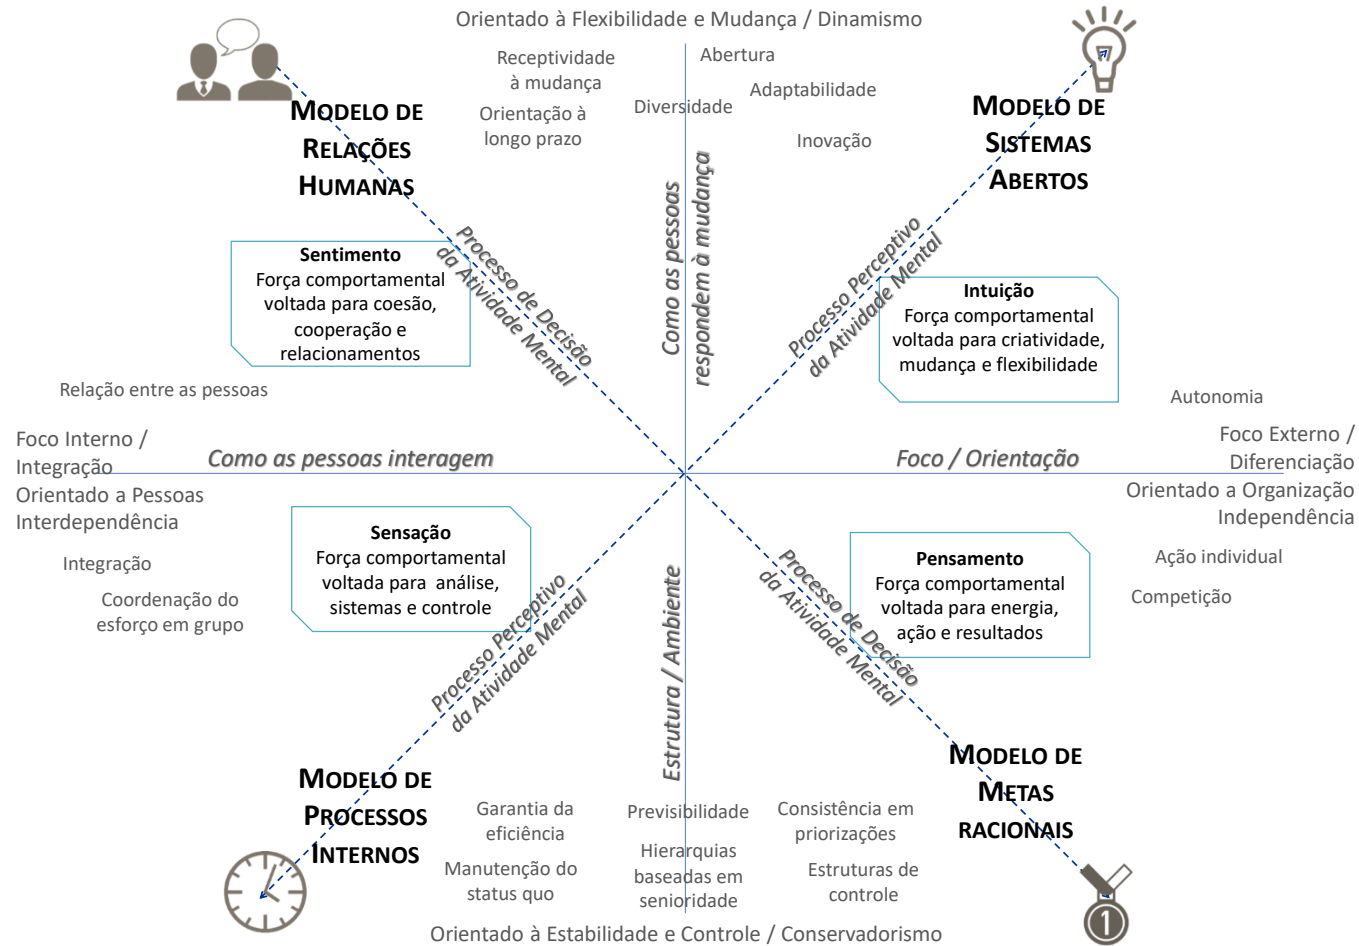 Orientado à Flexibilidade e Mudança / Dinamismo
Receptividade
à mudança
Abertura
Adaptabilidade
Orientação à
longo prazo
Diversidade
Inovação
MODELO DE
RELAÇÕES
HUMANAS
MODELO DE
SISTEMAS
ABERTOS
Como as pessoas
respondem à mudança
Processo de Decisão
da Atividade Mental
Processo Perceptivo
da Atividade Mental
Sentimento
Força comportamental
voltada para coesão,
cooperação e
relacionamentos
Intuição
Força comportamental
voltada para criatividade,
mudança e flexibilidade
Relação entre as pessoas
Autonomia
Foco Interno /
Integração
Orientado a Pessoas
Interdependência
Como as pessoas interagem
Foco / Orientação
Foco Externo /
Diferenciação
Orientado a Organização
Independência
Integração
Coordenação do
esforço em grupo
Sensação
Força comportamental
voltada para  análise,
sistemas e controle
Pensamento
Força comportamental
voltada para energia,
ação e resultados
Ação individual
Competição
Processo Perceptivo
da Atividade Mental
Estrutura / Ambiente
Processo de Decisão
da Atividade Mental
MODELO DE
PROCESSOS
INTERNOS
MODELO DE
METAS
RACIONAIS
Garantia da
eficiência
Previsibilidade
Consistência em
priorizações
Manutenção do
status quo
Hierarquias
baseadas em
senioridade
Estruturas de
controle
1
Orientado à Estabilidade e Controle / Conservadorismo